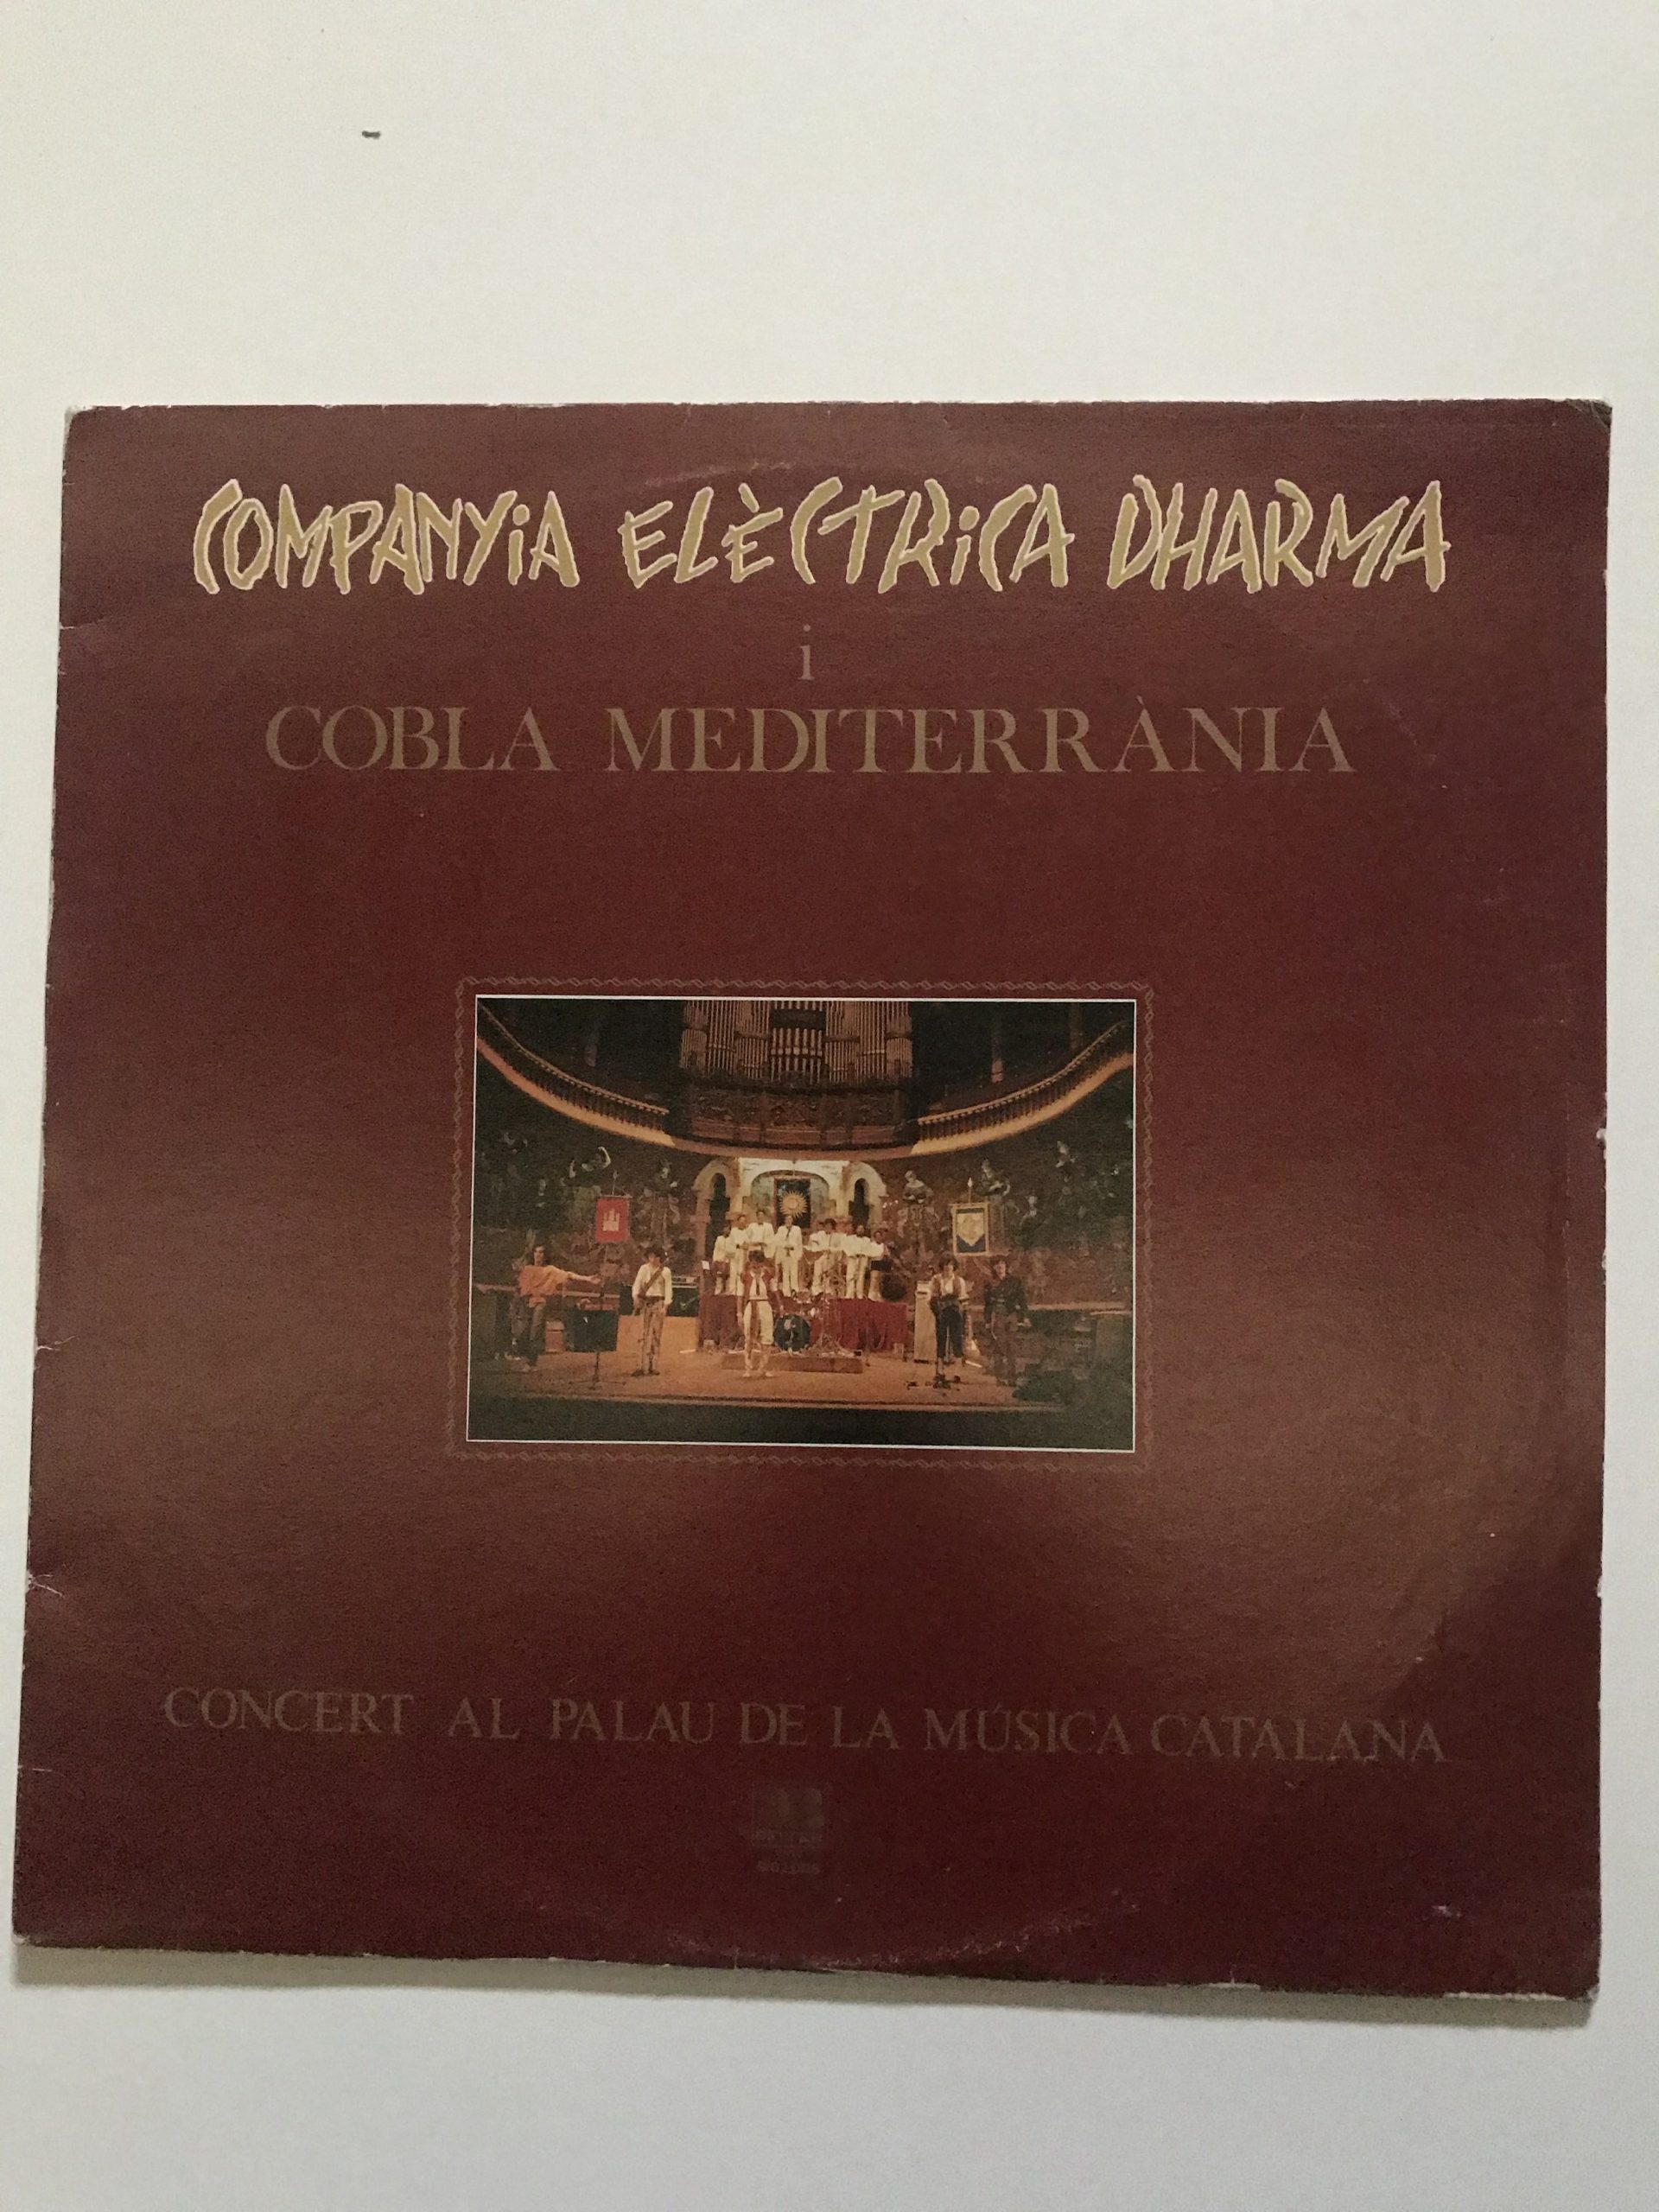 COMPANYiA ELÈCTRiCA DHARMA
i
COBLA MEDITERRÀNIA
CONCERT AL PALAU DE LA MÚSICA CATALANA